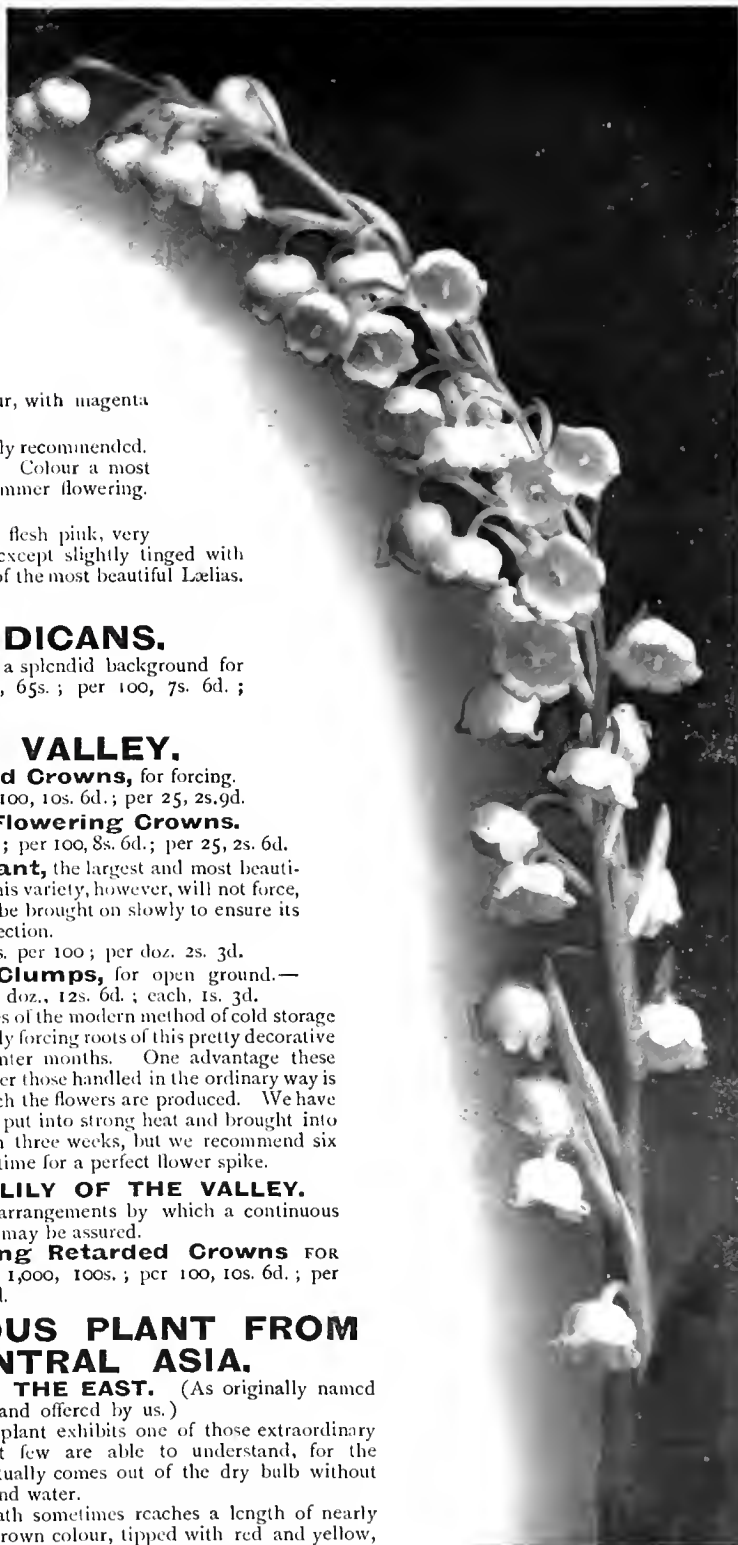 ur, with magenta
ly recommended.
Colour a most
mmer flowering.
flesh pink, very
except slightly tinged with
of the most beautiful Lælias.
DICANS.
a splendid background for
, 65s. ; per 100, 7s. 6d. ;
VALLEY.
d Crowns, for forcing.
100, 10s. 6d.; per 25, 2s.9d.
Flowering Crowns.
; per 100, 8s. 6d.; per 25, 2s. 6d.
ant, the largest and most beauti-
his variety, however, will not force,
be brought on slowly to ensure its
ection.
s. per 100 ; per doz. 2s. 3d.
Clumps, for open ground.—
doz., 12s. 6d. ; each, 1s. 3d.
es of the modern method of cold storage
ly forcing roots of this pretty decorative
nter months. One advantage these
er those handled in the ordinary way is
ch the flowers are produced. We have
put into strong heat and brought into
n three weeks, but we recommend six
time for a perfect flower spike.
LILY OF THE VALLEY.
arrangements by which a continuous
may be assured.
ng Retarded Crowns FOR
1,000, 100s. ; per 100, 10s. 6d. ; per
d.
OUS PLANT FROM
NTRAL ASIA.
THE EAST. (As originally named
and offered by us.)
plant exhibits one of those extraordinary
t few are able to understand, for the
tually comes out of the dry bulb without
nd water.
ath sometimes reaches a length of nearly
rown colour, tipped with red and yellow,